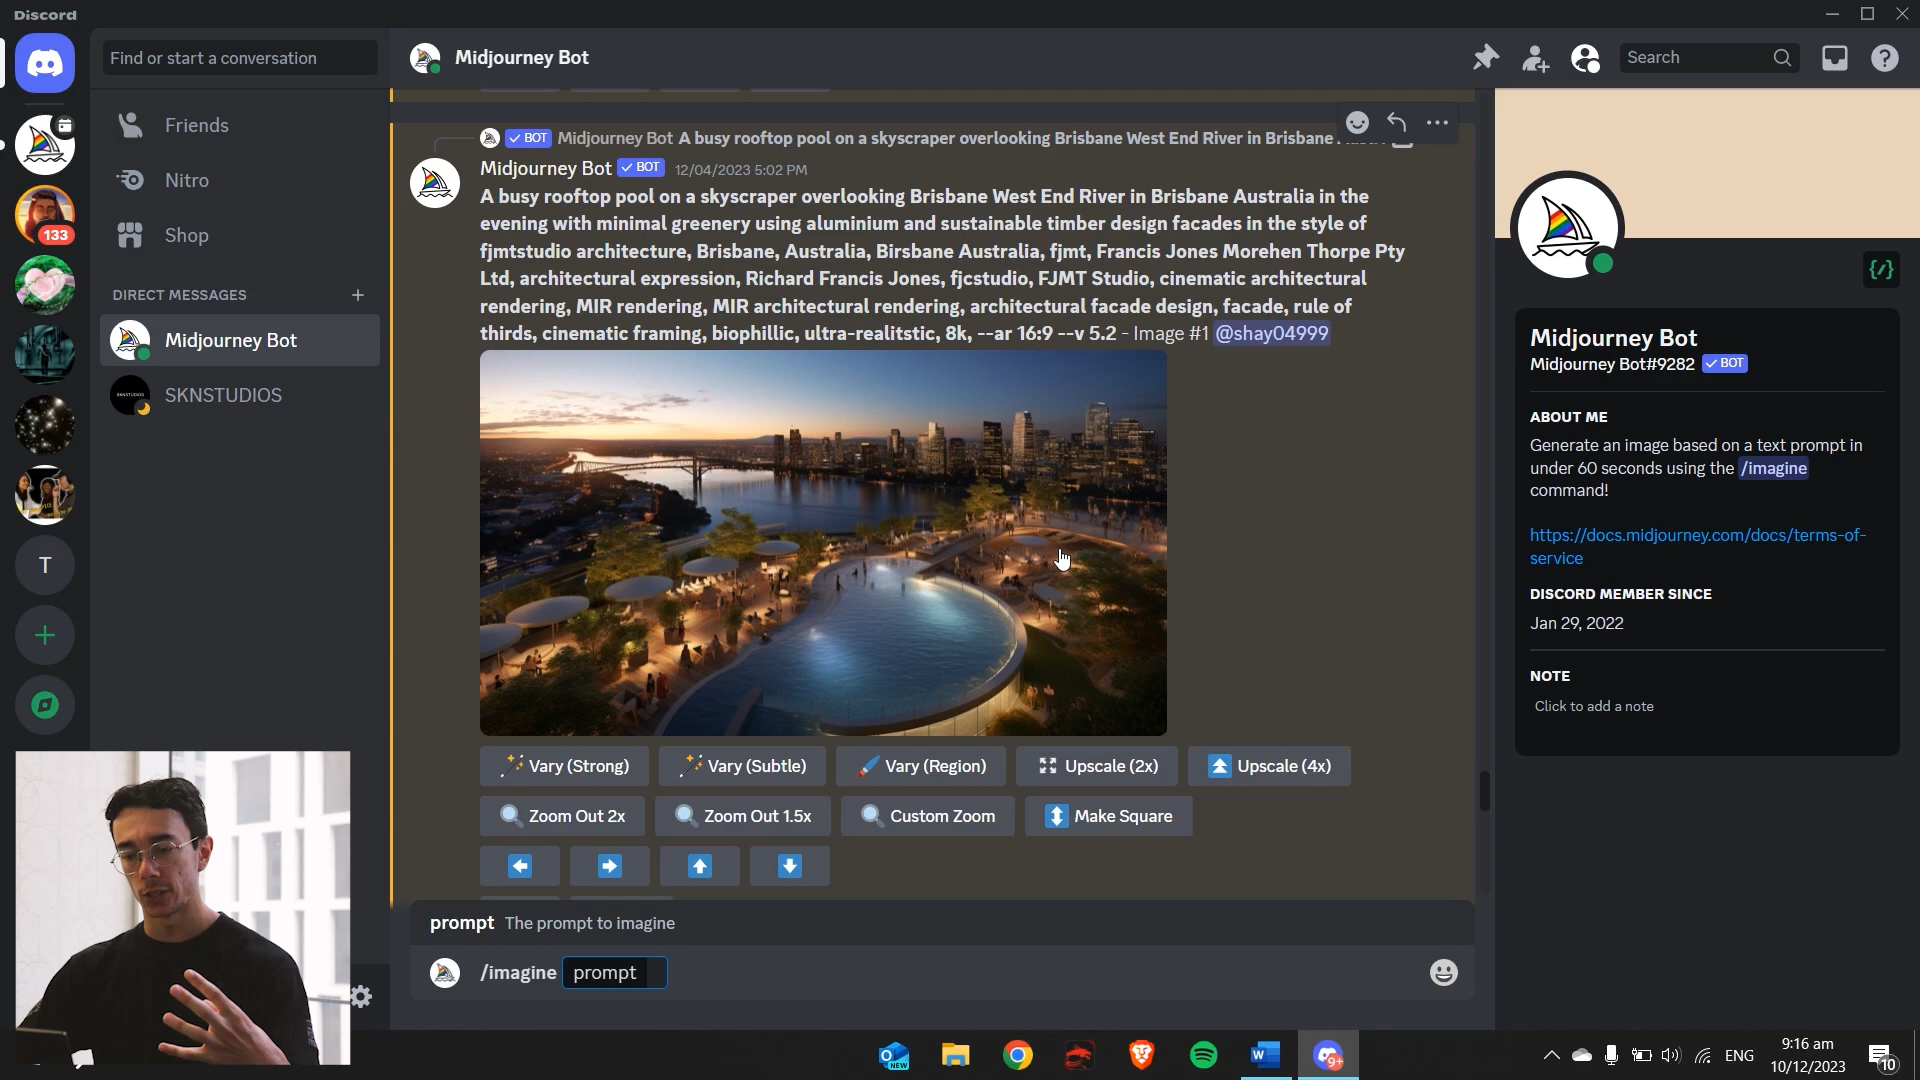 Discord
Find or start a conversation
Midjourney Bot
Search
Friends
Nitro
Shop
DIRECT MESSAGES
Midjourney Bot
SKNSTUDIOS
133
T
BOT Midjourney Bot A busy rooftop pool on a skyscraper overlooking Brisbane West End River in Brisbane
Midjourney Bot BOT 12/04/2023 5:02 PM
A busy rooftop pool on a skyscraper overlooking Brisbane West End River in Brisbane Australia in the
evening with minimal greenery using aluminium and sustainable timber design facades in the style of
fjmtstudio architecture, Brisbane, Australia, Birsbane Australia, fjmt, Francis Jones Morehen Thorpe Pty
Ltd, architectural expression, Richard Francis Jones, fjcstudio, FJMT Studio, cinematic architectural
rendering, MIR rendering, MIR architectural rendering, architectural facade design, facade, rule of
thirds, cinematic framing, biophillic, ultra-realitstic, 8k, --ar 16:9 --v 5.2 - Image #1 @shay04999
Vary (Strong) Vary (Subtle) Vary (Region) Upscale (2x) Upscale (4x)
Zoom Out 2x Zoom Out 1.5x Custom Zoom Make Square
prompt The prompt to imagine
/imagine prompt
Midjourney Bot
Midjourney Bot#9282 BOT
ABOUT ME
Generate an image based on a text prompt in
under 60 seconds using the /imagine
command!
https://docs.midjourney.com/docs/terms-of-
service
DISCORD MEMBER SINCE
Jan 29, 2022
NOTE
Click to add a note
NEW
9+
ENG
9:16 am
10/12/2023
10